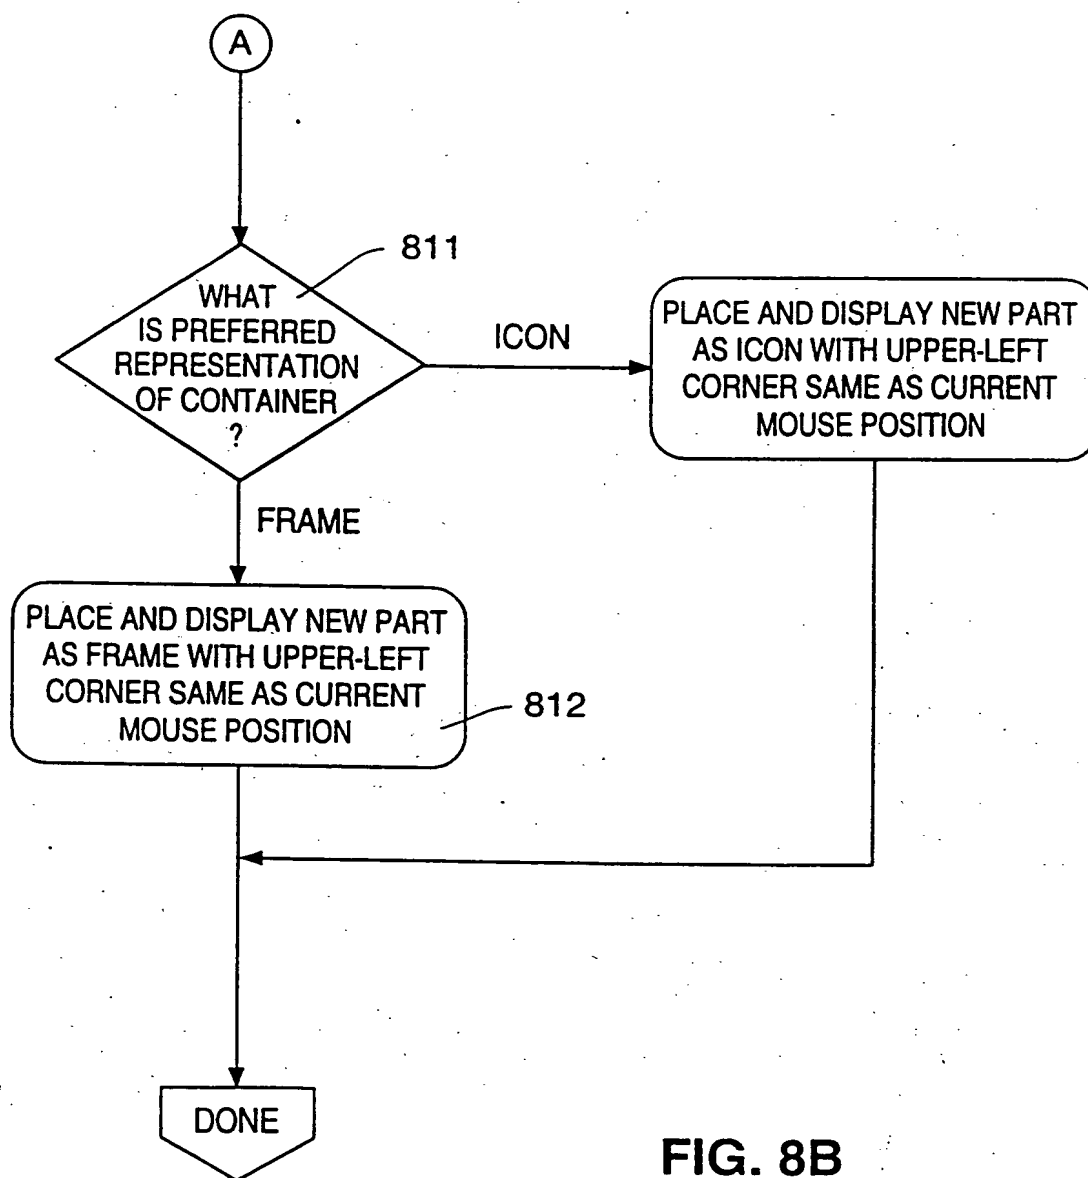 A
811
WHAT
IS PREFERRED
REPRESENTATION
OF CONTAINER
?
ICON
PLACE AND DISPLAY NEW PART
AS ICON WITH UPPER-LEFT
CORNER SAME AS CURRENT
MOUSE POSITION
FRAME
PLACE AND DISPLAY NEW PART
AS FRAME WITH UPPER-LEFT
CORNER SAME AS CURRENT
MOUSE POSITION
812
DONE
FIG. 8B